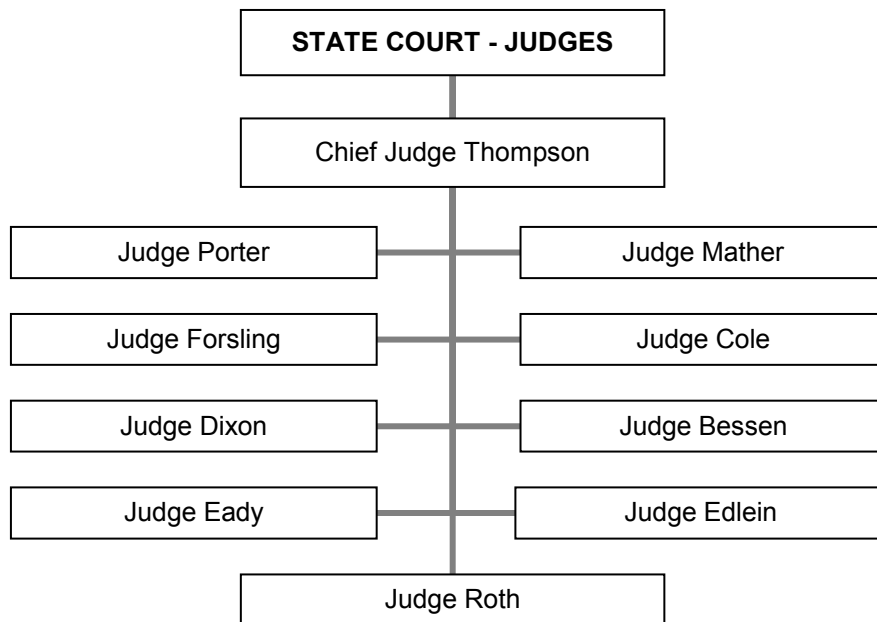 STATE COURT - JUDGES
Chief Judge Thompson
Judge Porter
Judge Mather
Judge Forsling
Judge Cole
Judge Dixon
Judge Bessen
Judge Eady
Judge Edlein
Judge Roth